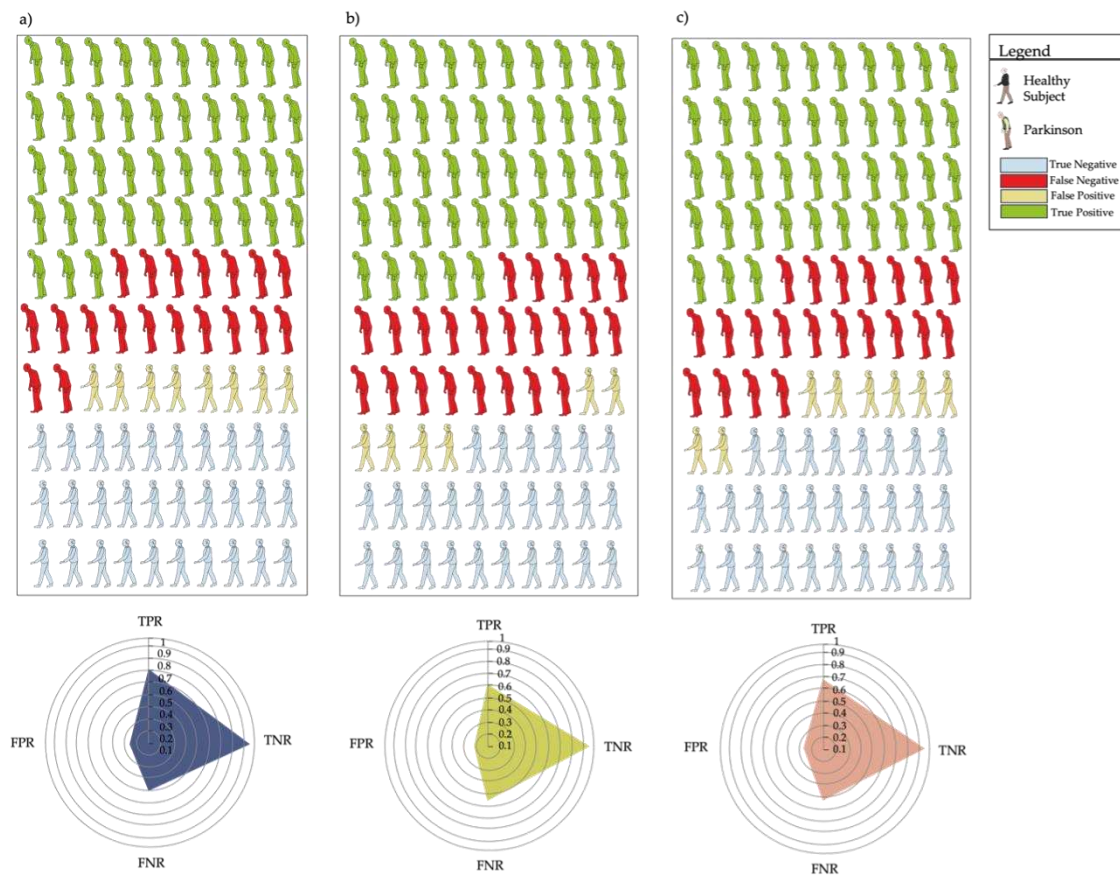 a)
b)
c)
Legend
Healthy
Subject
Parkinson
True Negative
False Negative
False Positive
True Positive
TPR
1
0.9
0.8
0.7
0.6
0.5
0.4
0.3
0.2
0.1
FPR
TNR
FNR
TPR
1
0.9
0.8
0.7
0.6
0.5
0.4
0.3
0.2
0.1
FPR
TNR
FNR
TPR
1
0.9
0.8
0.7
0.6
0.5
0.4
0.3
0.2
0.1
FPR
TNR
FNR